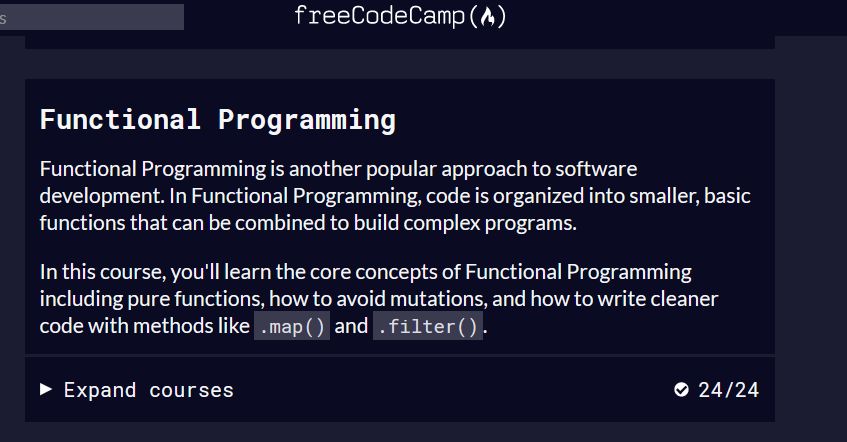 s
freeCodeCamp(🔥)
Functional Programming
Functional Programming is another popular approach to software
development. In Functional Programming, code is organized into smaller, basic
functions that can be combined to build complex programs.
In this course, you'll learn the core concepts of Functional Programming
including pure functions, how to avoid mutations, and how to write cleaner
code with methods like .map() and .filter().
Expand courses 24/24